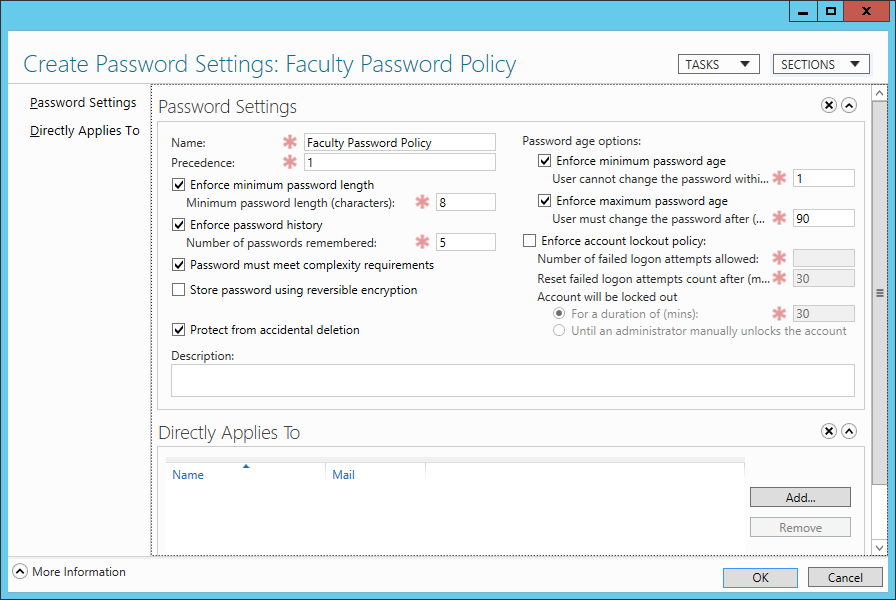 Create Password Settings: Faculty Password Policy
TASKS
SECTIONS
Password Settings
Directly Applies To
Password Settings
Name:
Faculty Password Policy
Precedence:
1
Enforce minimum password length
Minimum password length (characters):
8
Enforce password history
Number of passwords remembered:
5
Password must meet complexity requirements
Store password using reversible encryption
Protect from accidental deletion
Password age options:
Enforce minimum password age
User cannot change the password withi...
1
Enforce maximum password age
User must change the password after (...
90
Enforce account lockout policy:
Number of failed logon attempts allowed:
Reset failed logon attempts count after (m...
30
Account will be locked out
For a duration of (mins):
30
Until an administrator manually unlocks the account
Description:
Directly Applies To
Name
Mail
Add...
Remove
More Information
OK
Cancel